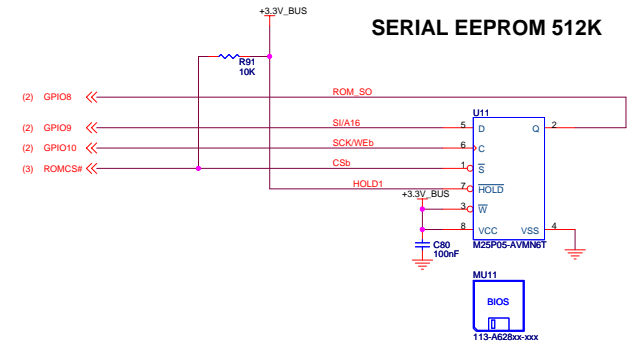 +3.3V_BUS
SERIAL EEPROM 512K
R91
10K
(2) GPIO8 ROM_SO
U11
(2) GPIO9 SI/A16 5 D Q 2
(2) GPIO10 SCK/WEb 6 C
(3) ROMCS# CSb 1 S
HOLD1 7 HOLD
+3.3V_BUS
3 W
8 VCC VSS 4
C80
100nF
M25P05-AVMN6T
MU11
BIOS
113-A628xx-xxx